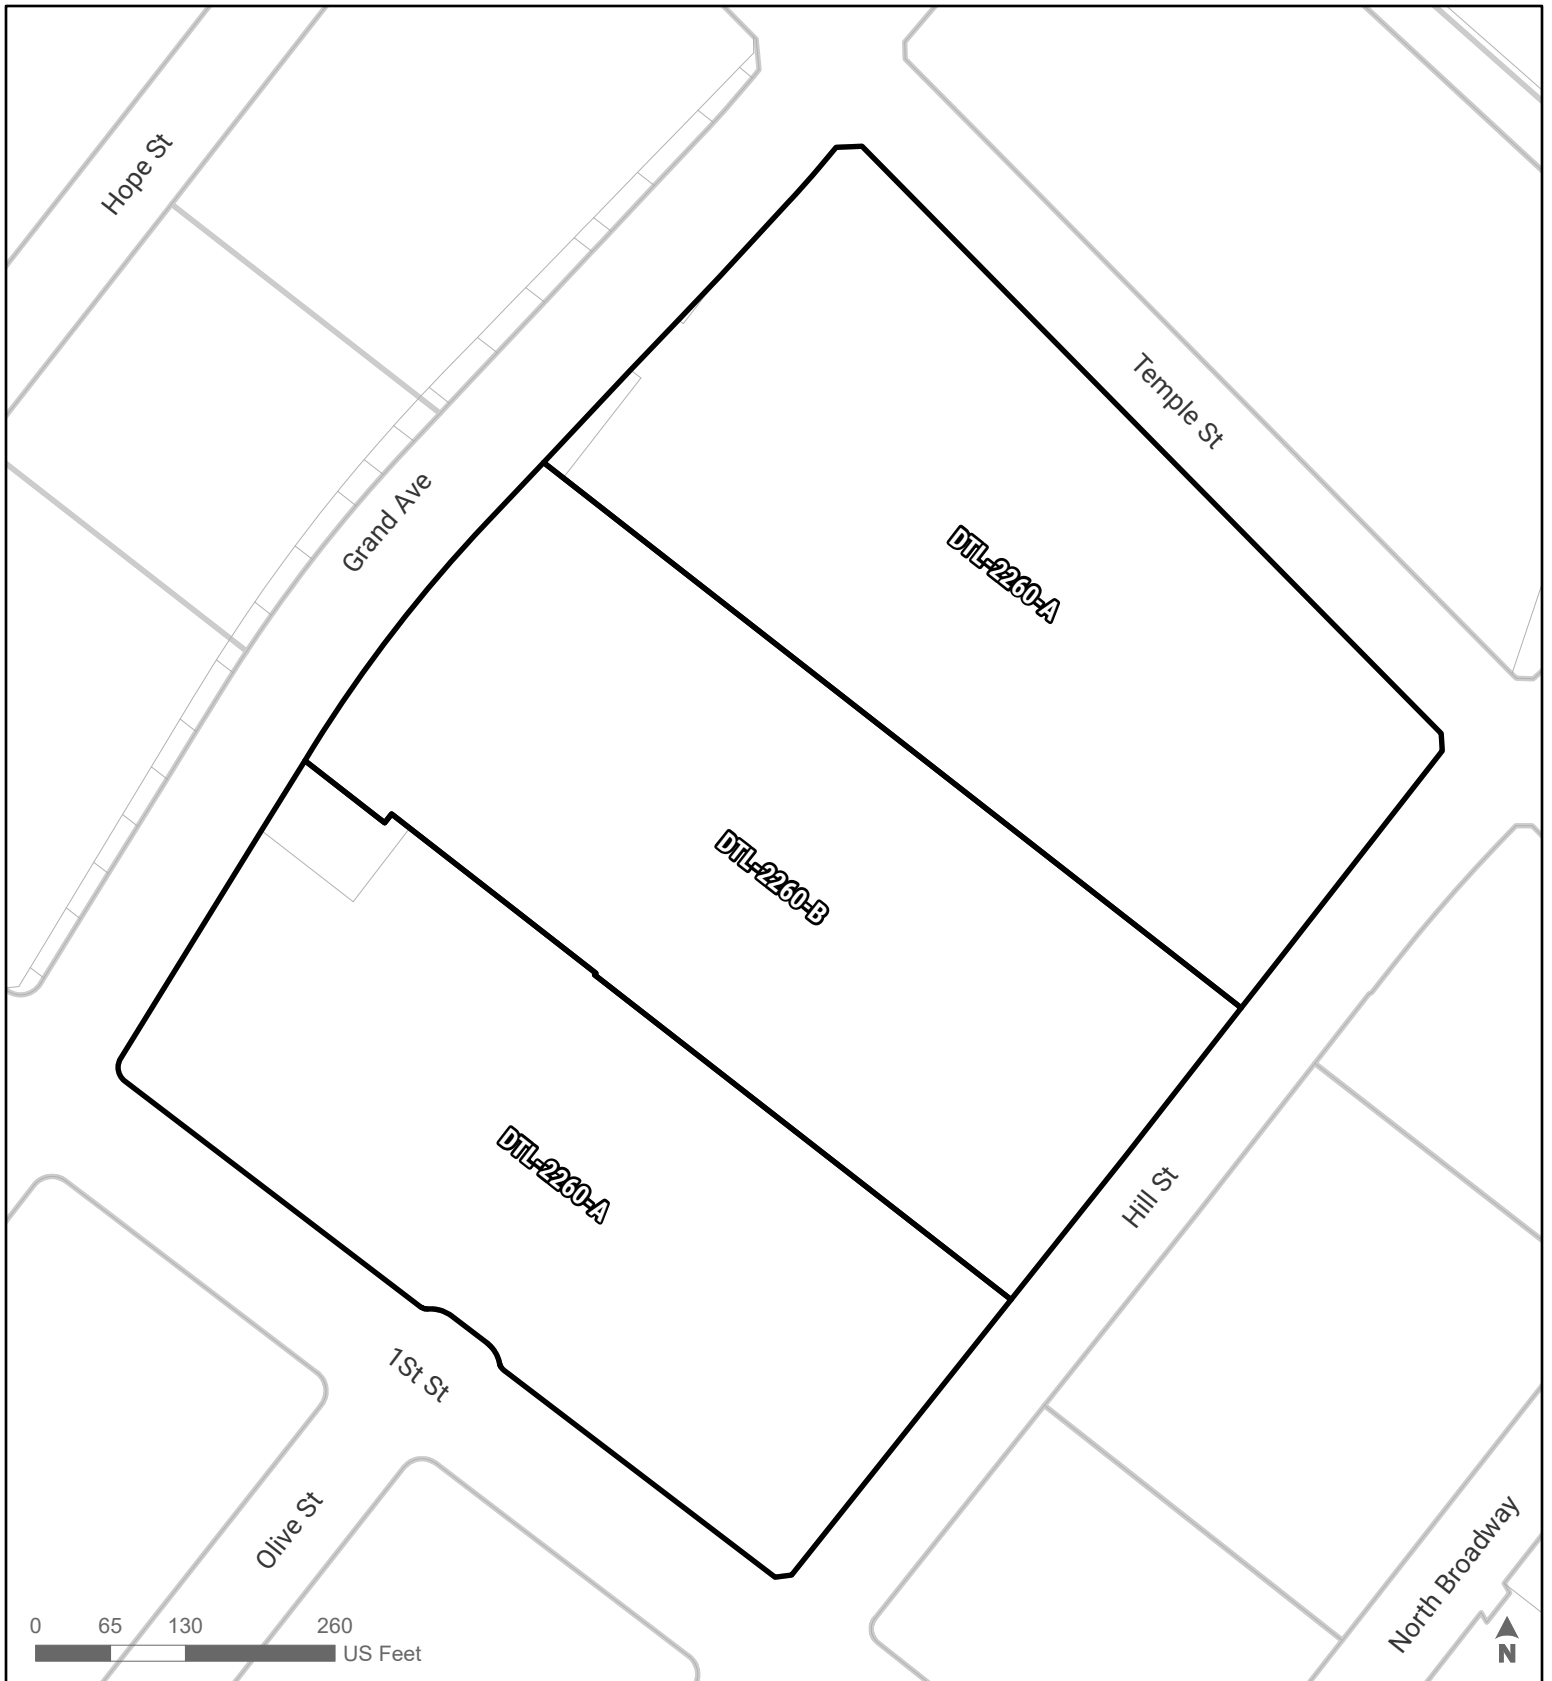 Hope St
Temple St
Grand Ave
DTL-2260-A
DTL-2260-B
DTL-2260-A
Hill St
1St St
Olive St
North Broadway
0 65 130 260
US Feet
N